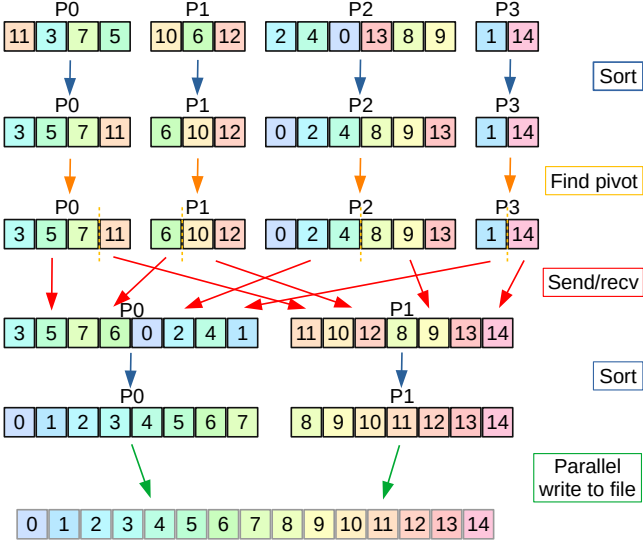 P0 P1 P2 P3
11 3 7 5 10 6 12 2 4 0 13 8 9 1 14
Sort
P0 P1 P2 P3
3 5 7 11 6 10 12 0 2 4 8 9 13 1 14
Find pivot
P0 P1 P2 P3
3 5 7 11 6 10 12 0 2 4 8 9 13 1 14
Send/recv
P0 P1
3 5 7 6 0 2 4 1 11 10 12 8 9 13 14
Sort
P0 P1
0 1 2 3 4 5 6 7 8 9 10 11 12 13 14
Parallel
write to file
0 1 2 3 4 5 6 7 8 9 10 11 12 13 14